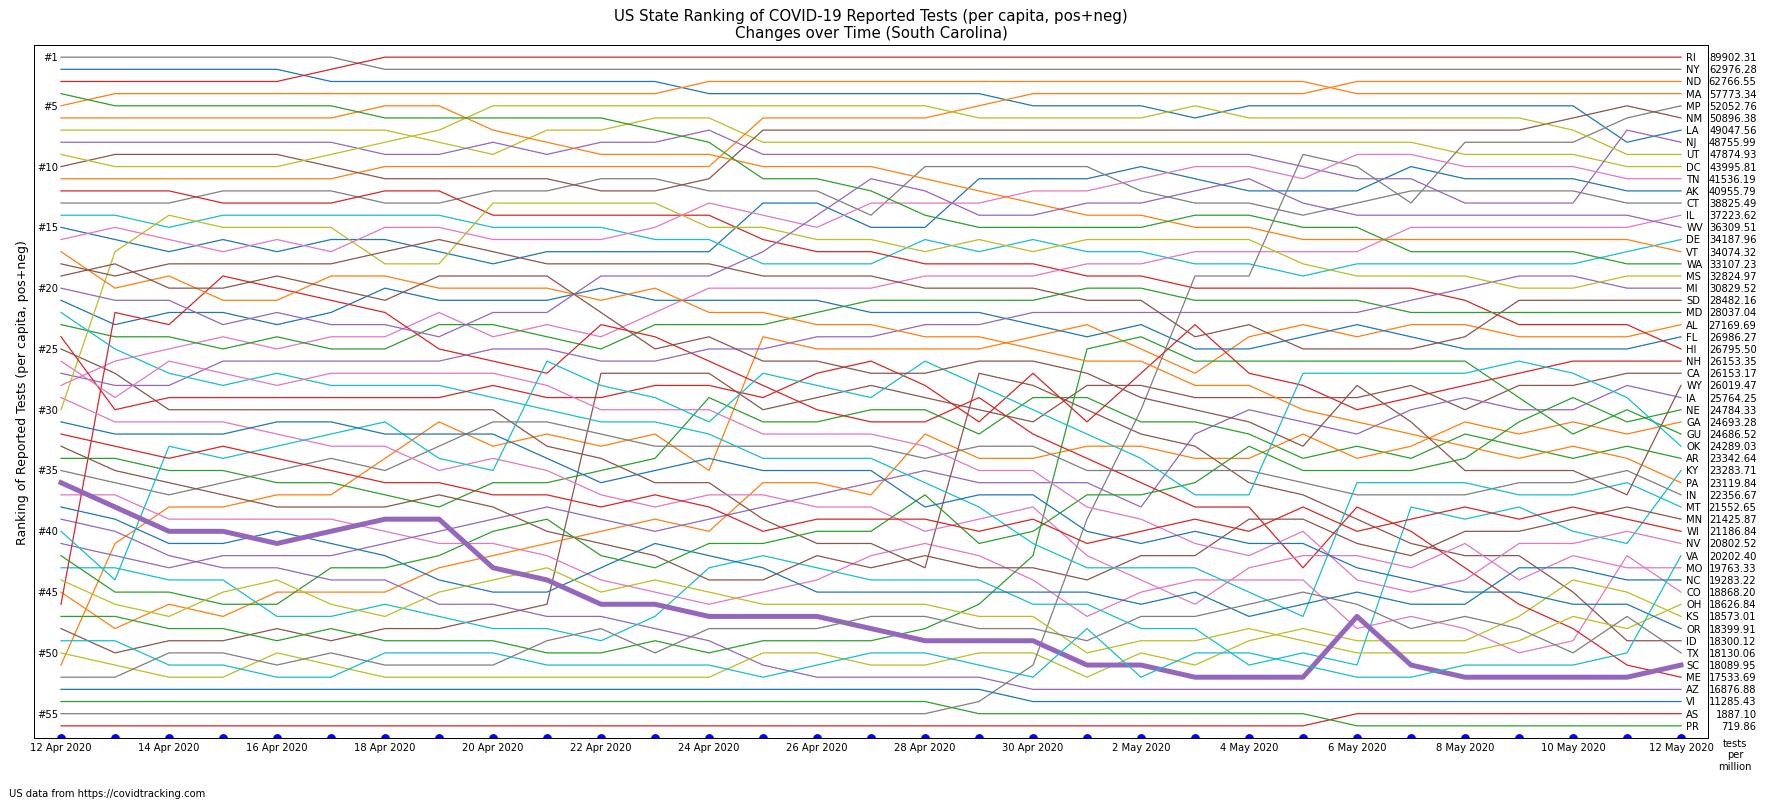 US State Ranking of COVID-19 Reported Tests (per capita, pos+neg)
Changes over Time (South Carolina)
Ranking of Reported Tests (per capita, pos+neg)
#1
#5
#10
#15
#20
#25
#30
#35
#40
#45
#50
#55
RI 89902.31
NY 62976.28
ND 62766.55
MA 57773.34
MP 52052.76
NM 50896.38
LA 49047.56
NJ 48755.99
UT 47874.93
DC 43995.81
TN 41536.19
AK 40955.79
CT 38825.49
IL 37223.62
WV 36309.51
DE 34187.96
VT 34074.32
WA 33107.23
MS 32824.97
MI 30829.52
SD 28482.16
MD 28037.04
AL 27169.69
FL 26986.27
HI 26795.50
NH 26153.35
CA 26153.17
WY 26019.47
IA 25764.25
NE 24784.33
GA 24693.28
GU 24686.52
OK 24289.03
AR 23342.64
KY 23283.71
PA 23119.84
IN 22356.67
MT 21552.65
MN 21425.87
WI 21186.84
NV 20802.52
VA 20202.40
MO 19763.33
NC 19283.22
CO 18868.20
OH 18626.84
KS 18573.01
OR 18399.91
ID 18300.12
TX 18130.06
SC 18089.95
ME 17533.69
AZ 16876.88
VI 11285.43
AS 1887.10
PR 719.86
12 Apr 2020 14 Apr 2020 16 Apr 2020 18 Apr 2020 20 Apr 2020 22 Apr 2020 24 Apr 2020 26 Apr 2020 28 Apr 2020 30 Apr 2020 2 May 2020 4 May 2020 6 May 2020 8 May 2020 10 May 2020 12 May 2020
tests
per
million
US data from https://covidtracking.com